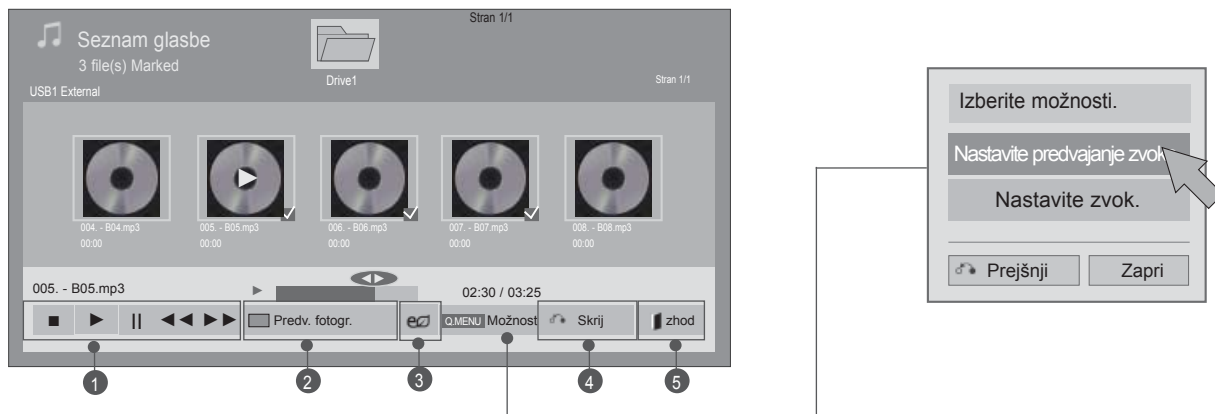 Stran 1/1
Seznam glasbe
3 file(s) Marked
Drive1
Stran 1/1
USB1 External
004. - B04.mp3
00:00
005. - B05.mp3
00:00
006. - B06.mp3
00:00
007. - B07.mp3
00:00
008. - B08.mp3
00:00
005. - B05.mp3
02:30 / 03:25
Predv. fotogr.
Q.MENU Možnost
Skrij
zhod
1
2
3
4
5
Izberite možnosti.
Nastavite predvajanje zvok
Nastavite zvok.
Prejšnji
Zapri